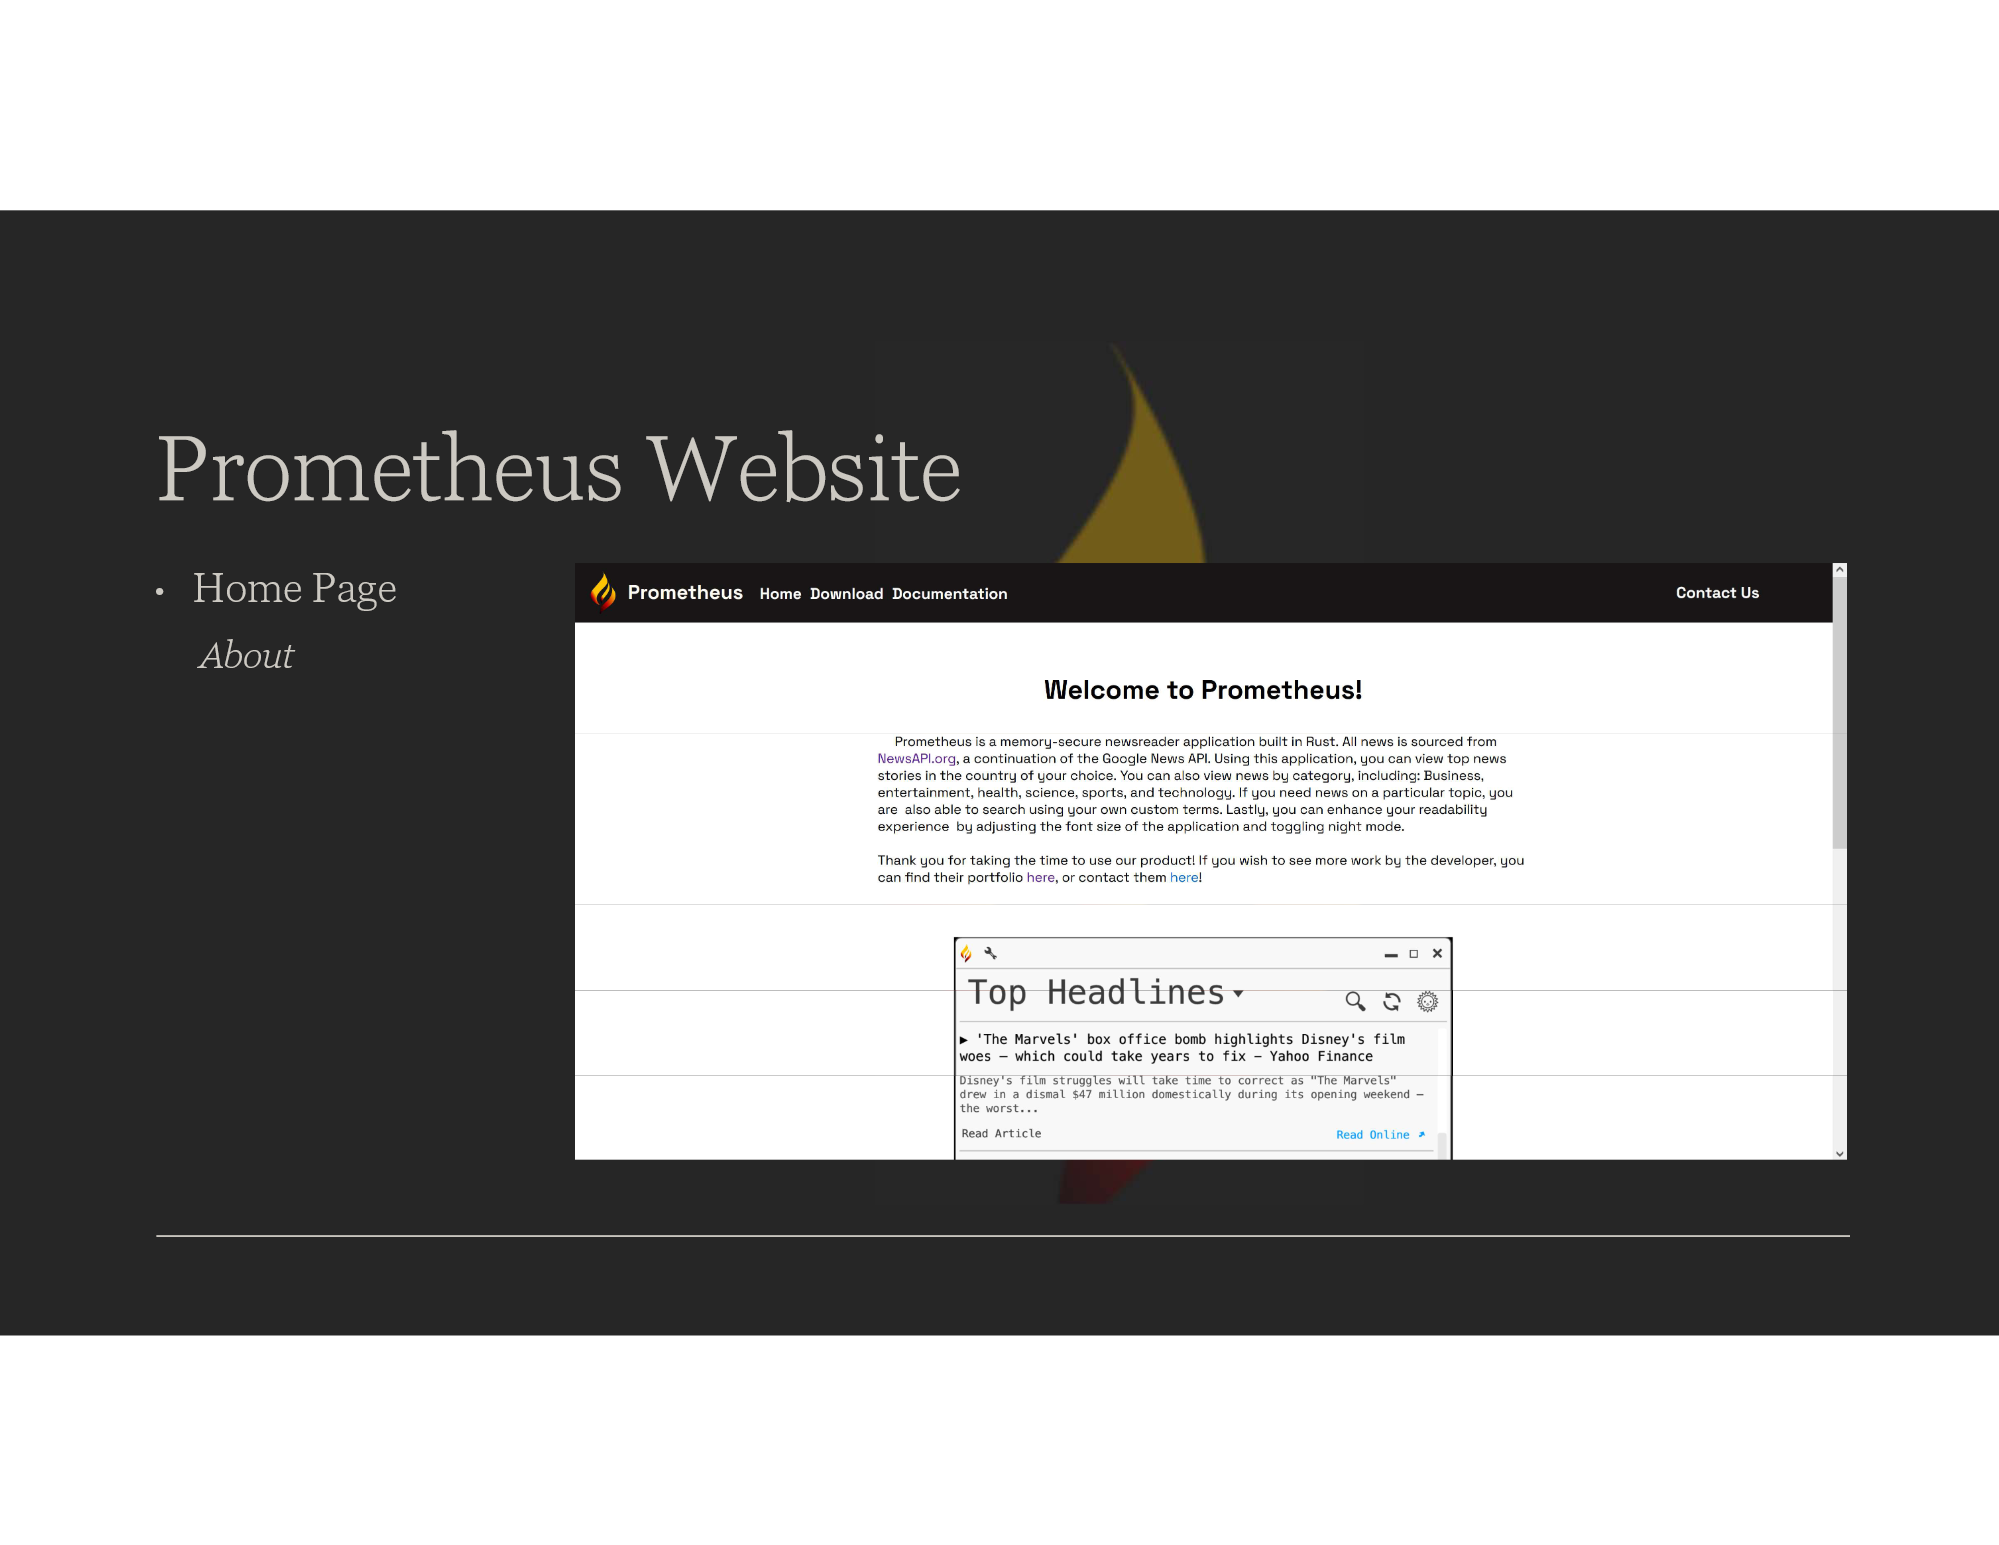 Prometheus Website
• Home Page
About
Prometheus Home Download Documentation Contact Us
Welcome to Prometheus!
Prometheus is a memory-secure newsreader application built in Rust. All news is sourced from
NewsAPI.org, a continuation of the Google News API. Using this application, you can view top news
stories in the country of your choice. You can also view news by category, including: Business,
entertainment, health, science, sports, and technology. If you need news on a particular topic, you
are also able to search using your own custom terms. Lastly, you can enhance your readability
experience by adjusting the font size of the application and toggling night mode.
Thank you for taking the time to use our product! If you wish to see more work by the developer, you
can find their portfolio here, or contact them here!
Top Headlines
▶ 'The Marvels' box office bomb highlights Disney's film
woes – which could take years to fix – Yahoo Finance
Disney's film struggles will take time to correct as "The Marvels"
drew in a dismal $47 million domestically during its opening weekend —
the worst...
Read Article Read Online